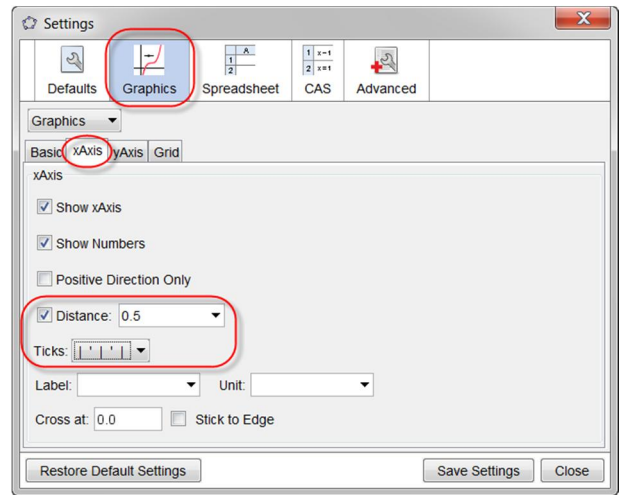 Settings
Defaults Graphics Spreadsheet CAS Advanced
Graphics
Basic xAxis yAxis Grid
xAxis
Show xAxis
Show Numbers
Positive Direction Only
Distance: 0.5
Ticks:
Label: Unit:
Cross at: 0.0 Stick to Edge
Restore Default Settings Save Settings Close